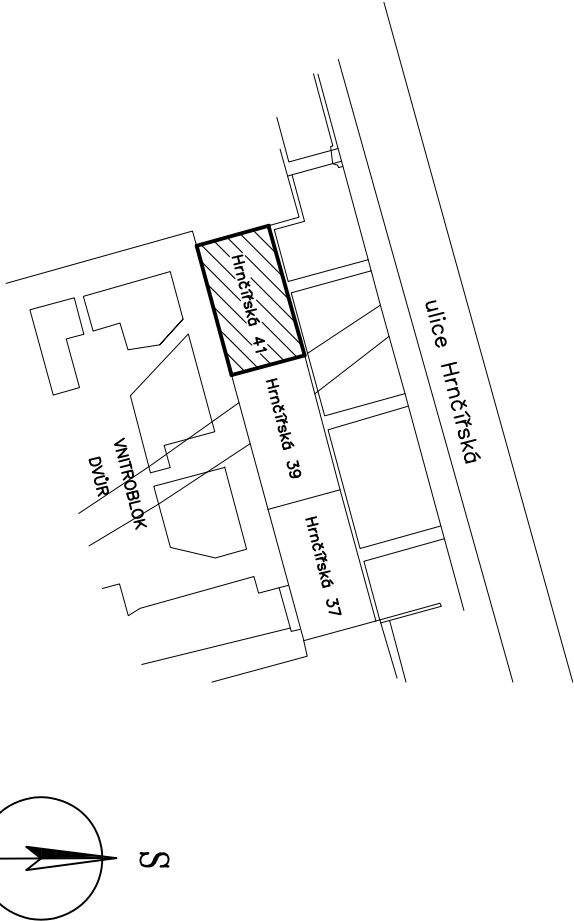 ulice Hrnčířská
Hrnčířská 41
Hrnčířská 39
Hrnčířská 37
VNITROBLOK
DVŮR
S